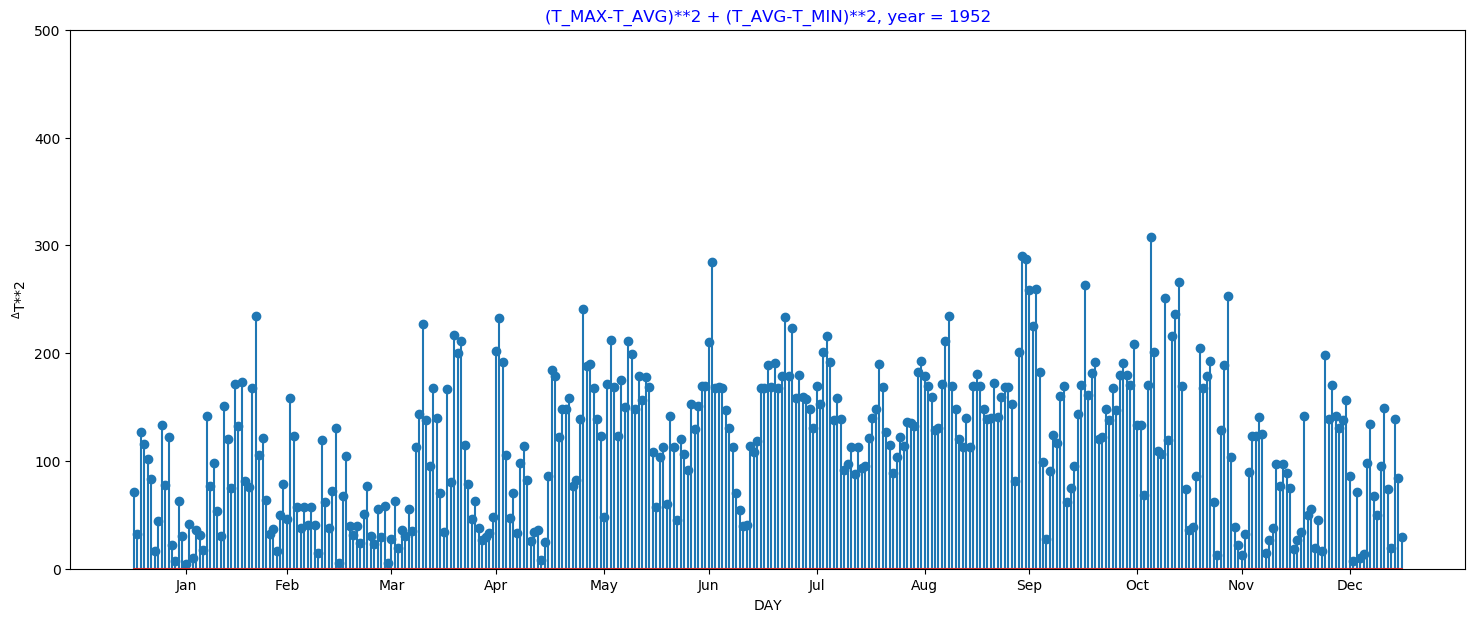 (T_MAX-T_AVG)**2 + (T_AVG-T_MIN)**2, year = 1952
500
400
300
200
100
0
ΔT**2
Jan Feb Mar Apr May Jun Jul Aug Sep Oct Nov Dec
DAY